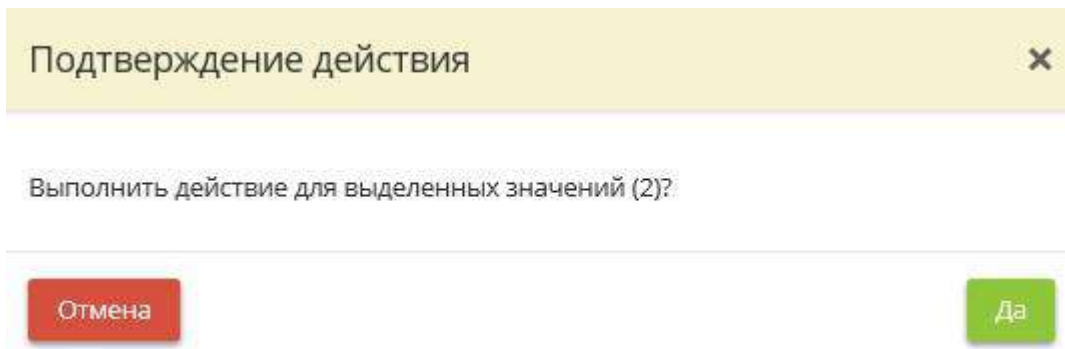 Подтверждение действия
Выполнить действие для выделенных значений (2)?
Отмена
Да